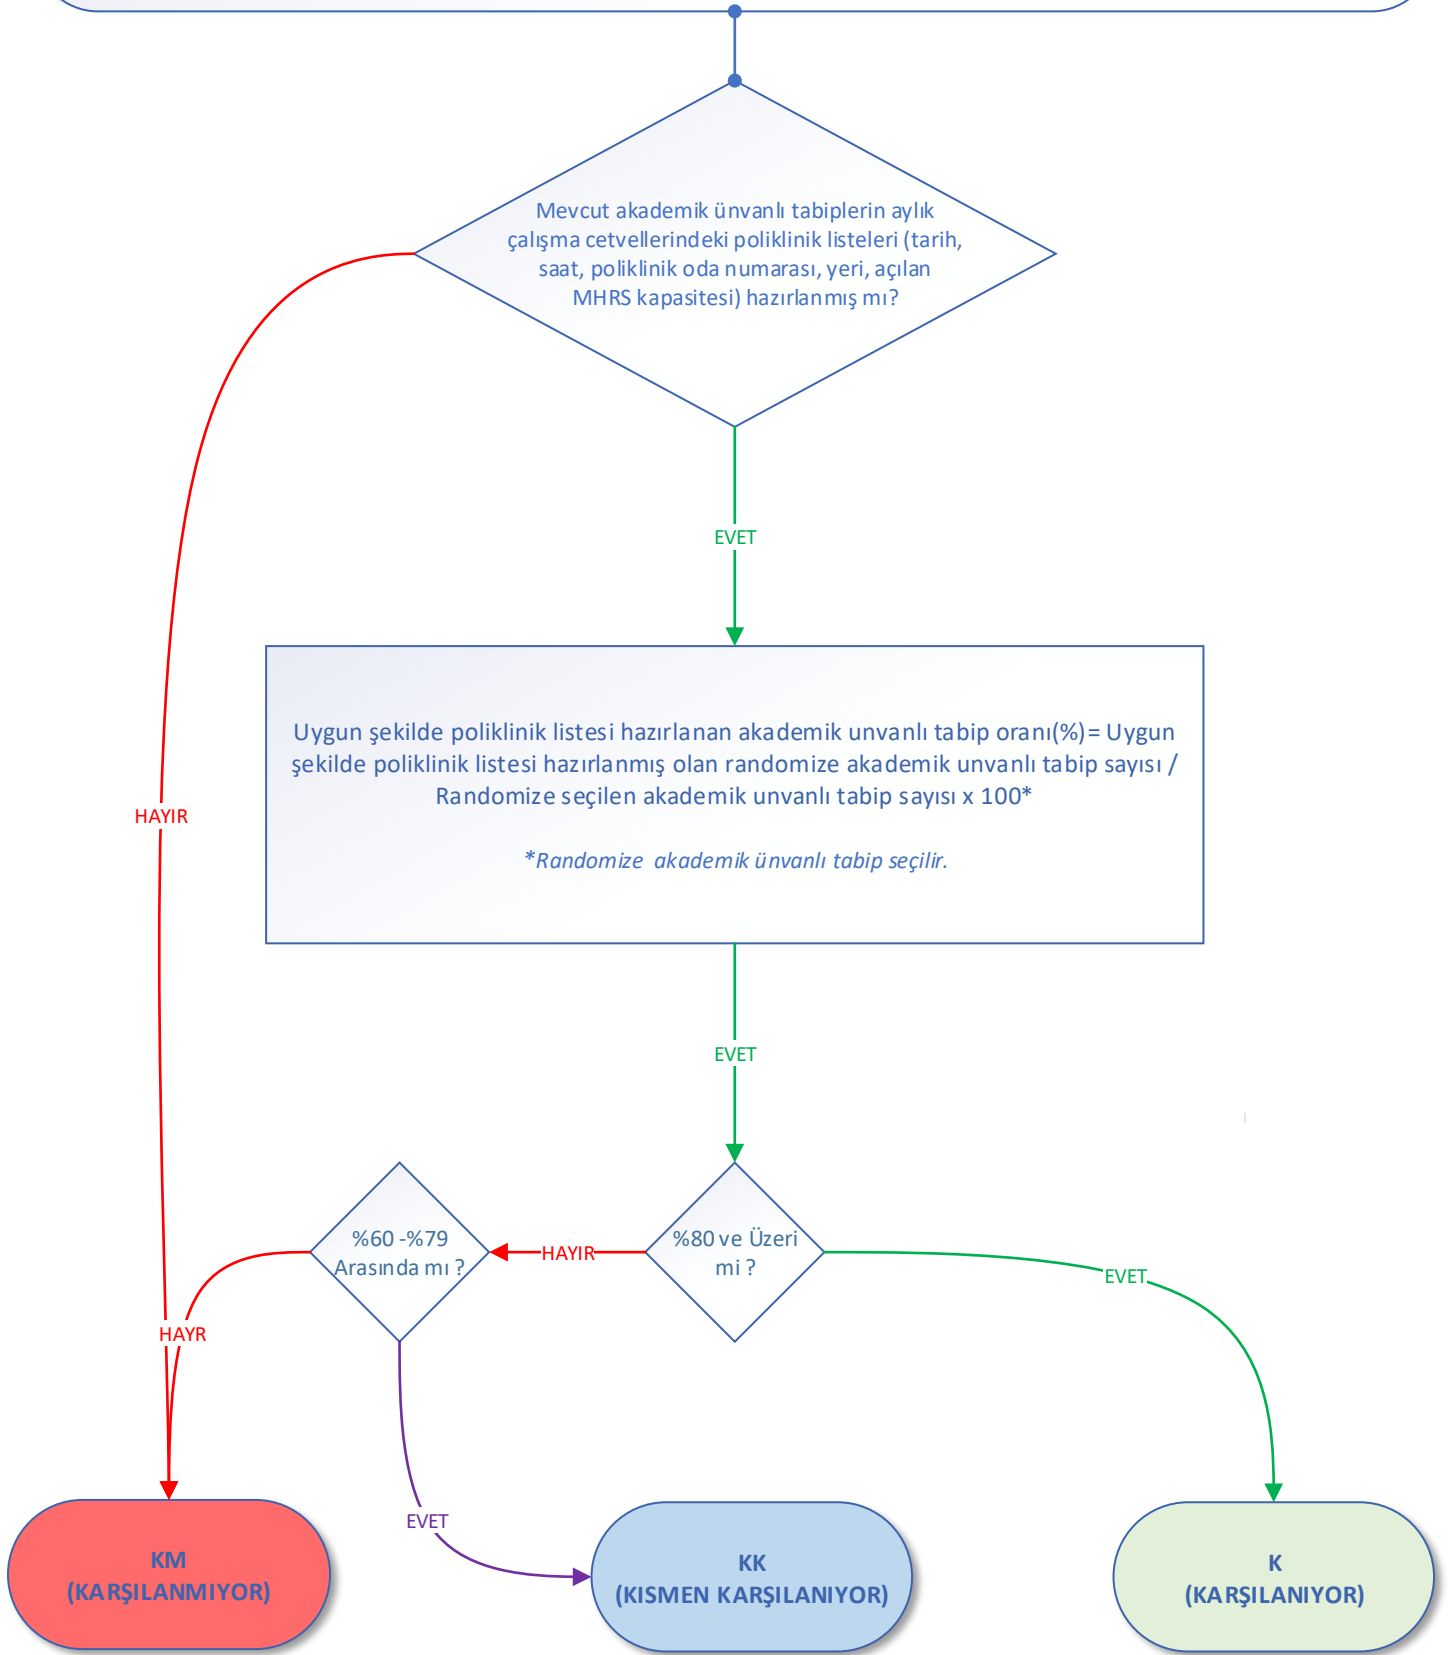 Mevcut akademik ünvanlı tabiplerin aylık
çalışma cetvellerindeki poliklinik listeleri (tarih,
saat, poliklinik oda numarası, yeri, açılan
MHRS kapasitesi) hazırlanmış mı?
EVET
Uygun şekilde poliklinik listesi hazırlanan akademik unvanlı tabip oranı(%)= Uygun
şekilde poliklinik listesi hazırlanmış olan randomize akademik unvanlı tabip sayısı /
Randomize seçilen akademik unvanlı tabip sayısı x 100*
*Randomize akademik ünvanlı tabip seçilir.
HAYIR
EVET
%60 -%79
Arasında mı ?
HAYIR
%80 ve Üzeri
mi ?
EVET
HAYR
EVET
KM
(KARŞILANMIYOR)
KK
(KISMEN KARŞILANIYOR)
K
(KARŞILANIYOR)